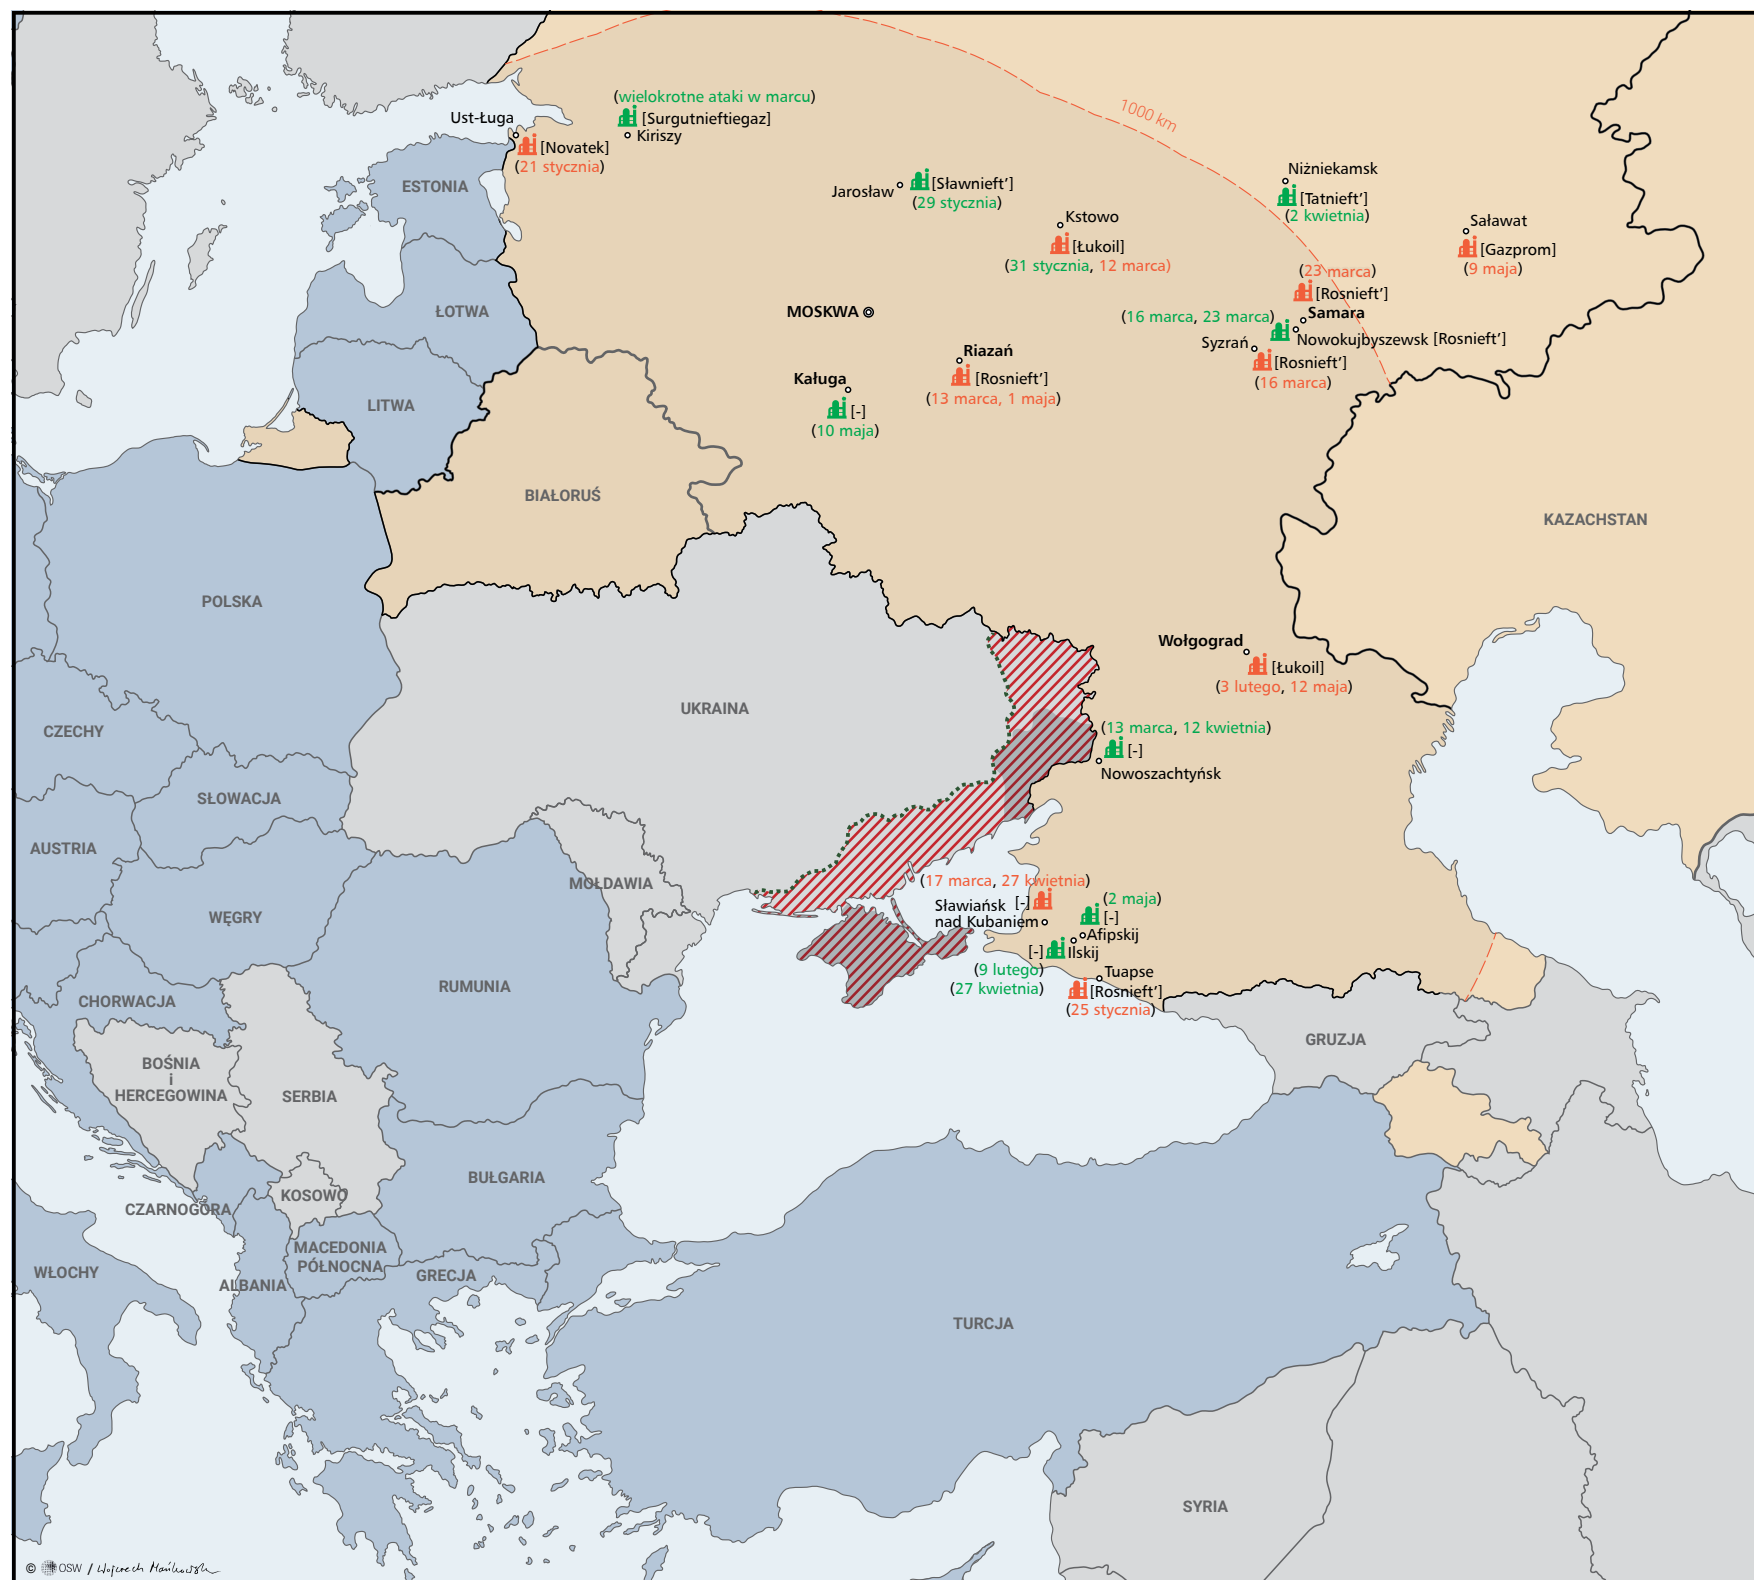 (wielokrotne ataki w marcu)
Ust-Ługa
[Surgutnieftiegaz]
Kiriszy
[Novatek]
(21 stycznia)
1000 km
ESTONIA
Jarosław
[Sławnieft’]
(29 stycznia)
Niżniekamsk
[Tatnieft’]
(2 kwietnia)
Kstowo
[Łukoil]
(31 stycznia, 12 marca)
Saławat
[Gazprom]
(9 maja)
(23 marca)
[Rosnieft’]
ŁOTWA
MOSKWA
(16 marca, 23 marca)
Samara
Nowokujbyszewsk [Rosnieft’]
Syzrań
[Rosnieft’]
(16 marca)
Riazań
[Rosnieft’]
(13 marca, 1 maja)
Kaługa
[-]
(10 maja)
LITWA
BIAŁORUŚ
KAZACHSTAN
POLSKA
Wołgograd
[Łukoil]
(3 lutego, 12 maja)
UKRAINA
CZECHY
(13 marca, 12 kwietnia)
[-]
Nowoszachtyńsk
SŁOWACJA
AUSTRIA
MOŁDAWIA
(17 marca, 27 kwietnia)
Sławiańsk
nad Kubaniem
[-]
(2 maja)
[-]
Afipskij
[-]
Ilskij
(9 lutego)
(27 kwietnia)
Tuapse
[Rosnieft’]
(25 stycznia)
WĘGRY
RUMUNIA
CHORWACJA
GRUZJA
BOŚNIA
i
HERCEGOWINA
SERBIA
BUŁGARIA
KOSOWO
CZARNOGÓRA
MACEDONIA
PÓŁNOCNA
WŁOCHY
ALBANIA
GRECJA
TURCJA
SYRIA
© OSW / Wojciech Mańkowski